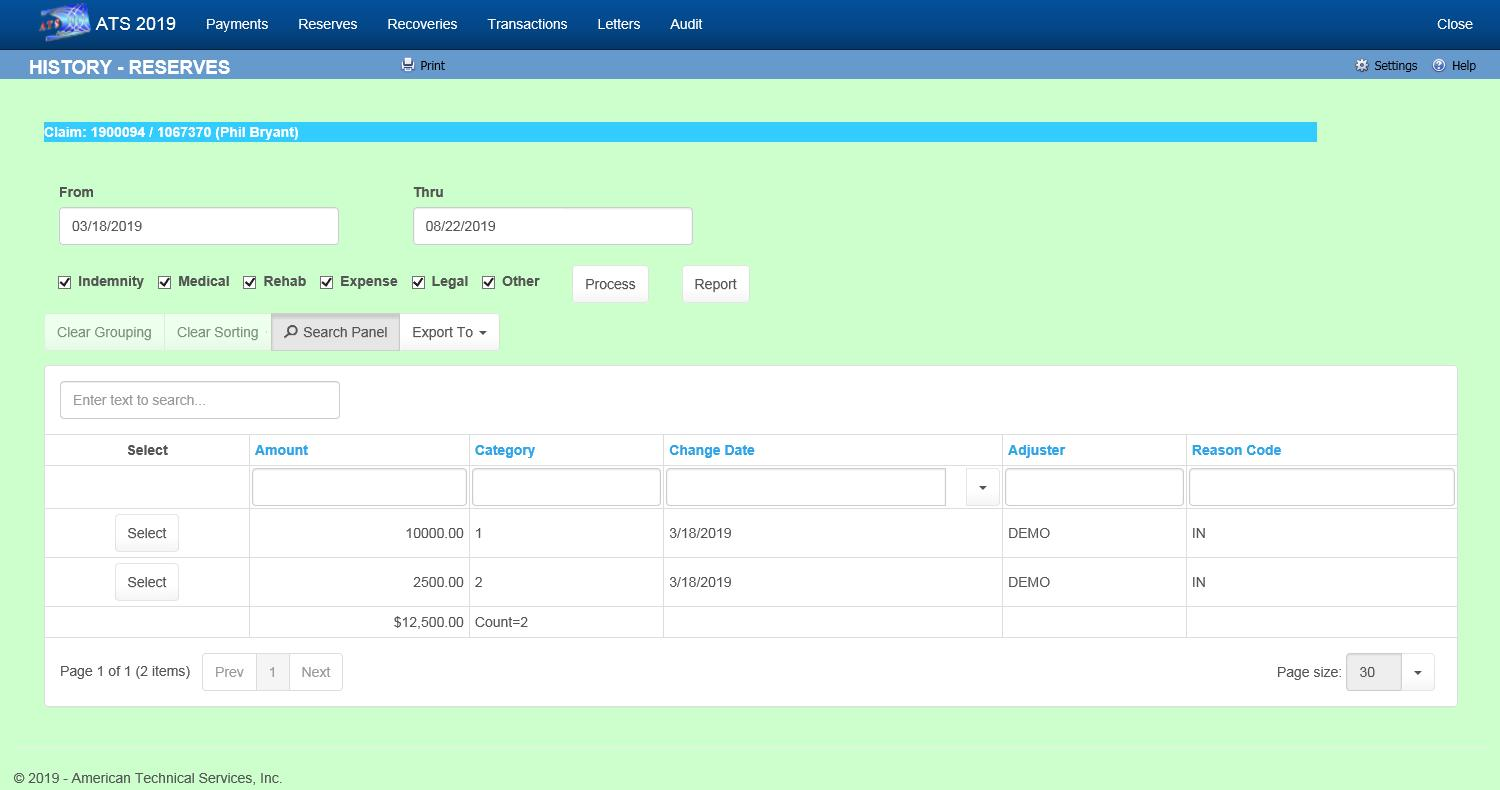 ATS ATS 2019 Payments Reserves Recoveries Transactions Letters Audit Close
HISTORY - RESERVES Print Settings Help
Claim: 1900094 / 1067370 (Phil Bryant)
From Thru
03/18/2019 08/22/2019
Indemnity Medical Rehab Expense Legal Other Process Report
Clear Grouping Clear Sorting Search Panel Export To
Enter text to search...
Select Amount Category Change Date Adjuster Reason Code
Select 10000.00 1 3/18/2019 DEMO IN
Select 2500.00 2 3/18/2019 DEMO IN
$12,500.00 Count=2
Page 1 of 1 (2 items) Prev 1 Next Page size: 30
© 2019 - American Technical Services, Inc.